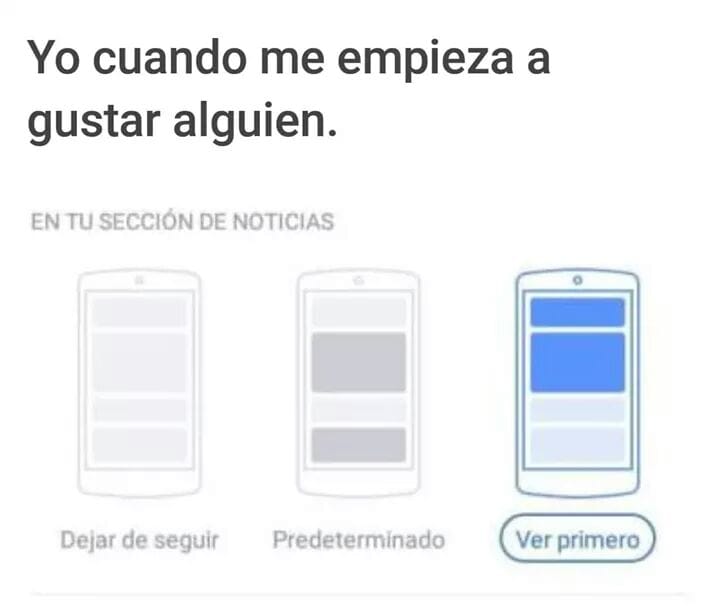 Yo cuando me empieza a
gustar alguien.
EN TU SECCIÓN DE NOTICIAS
Dejar de seguir
Predeterminado
Ver primero